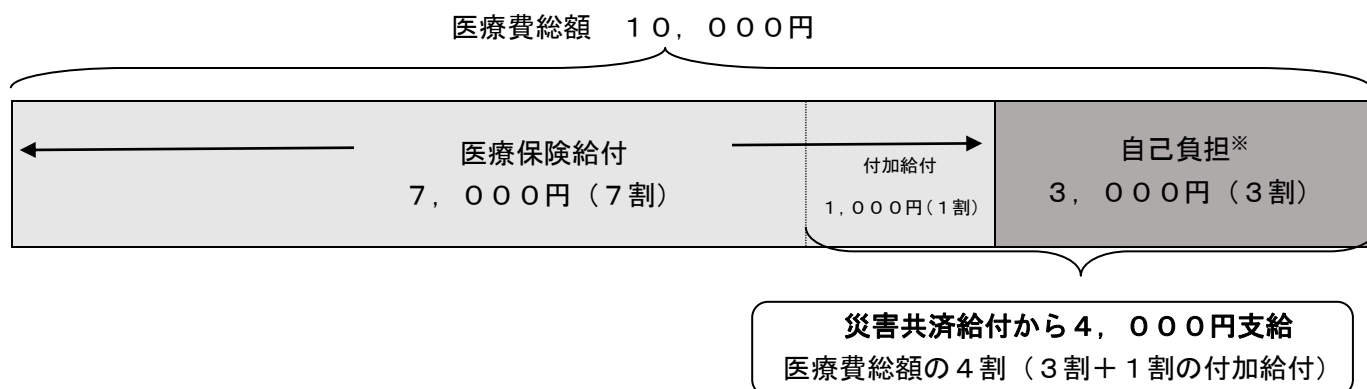 医療費総額　１０，０００円
医療保険給付
７，０００円（７割）
付加給付
１,０００円(１割)
自己負担※
３，０００円（３割）
災害共済給付から４，０００円支給
医療費総額の４割（３割＋１割の付加給付）